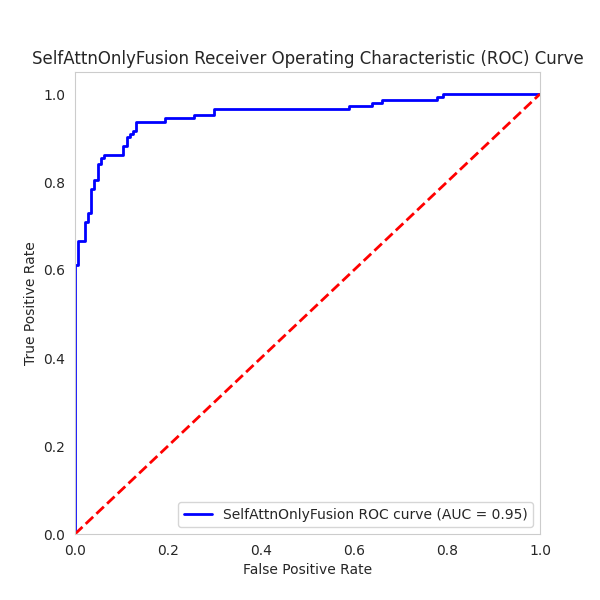 SelfAttnOnlyFusion Receiver Operating Characteristic (ROC) Curve
1.0
0.8
0.6
0.4
0.2
0.0
True Positive Rate
SelfAttnOnlyFusion ROC curve (AUC = 0.95)
0.0 0.2 0.4 0.6 0.8 1.0
False Positive Rate